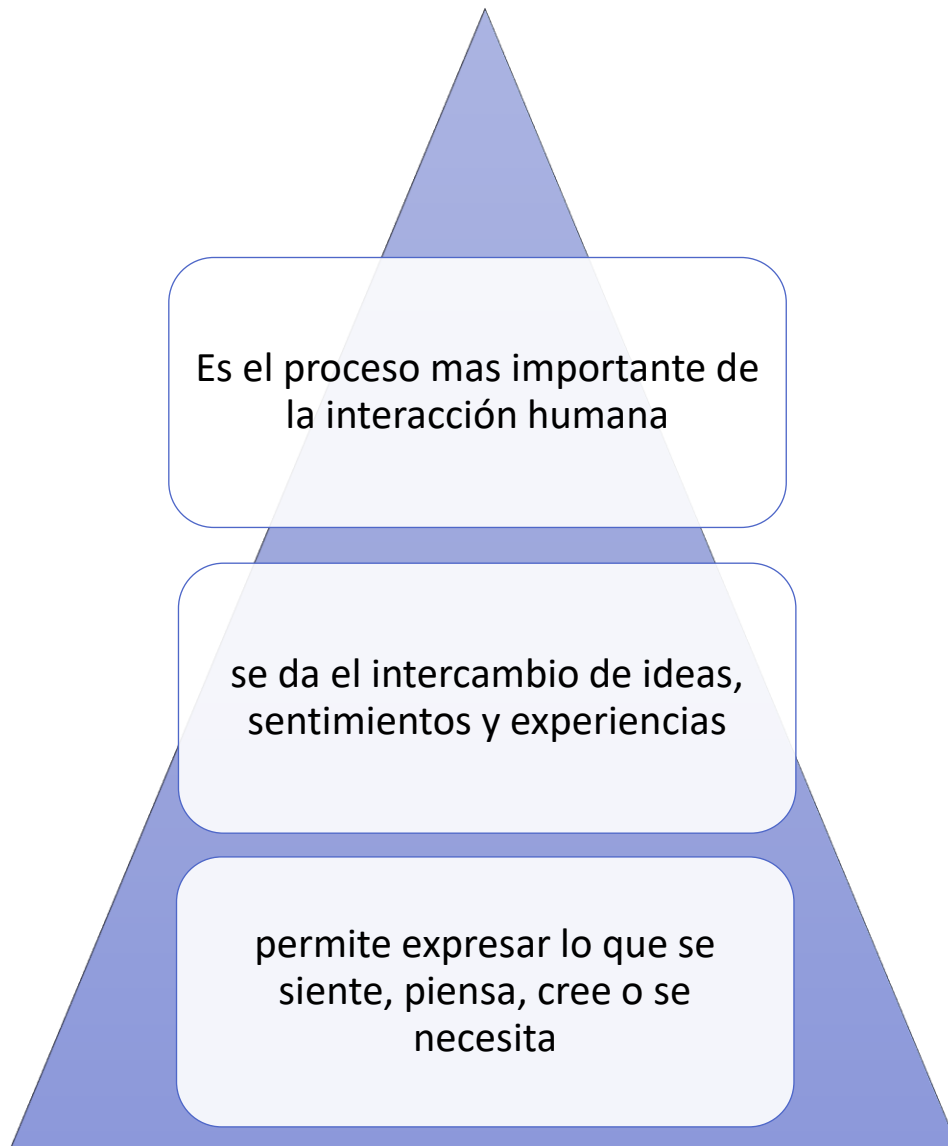 Es el proceso mas importante de
la interacción humana
se da el intercambio de ideas,
sentimientos y experiencias
permite expresar lo que se
siente, piensa, cree o se
necesita